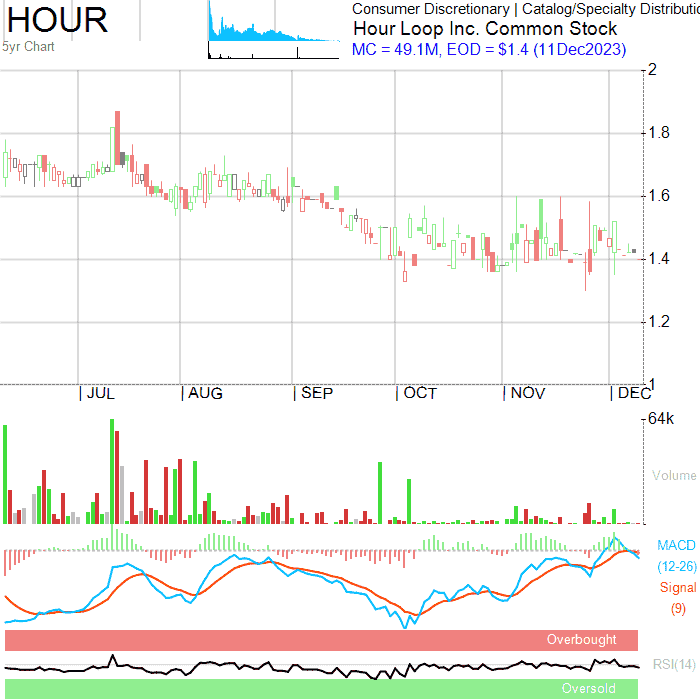 HOUR
5yr Chart
Consumer Discretionary | Catalog/Specialty Distributio
Hour Loop Inc. Common Stock
MC = 49.1M, EOD = $1.4 (11Dec2023)
2
1.8
1.6
1.4
1.2
1
| JUL | AUG | SEP | OCT | NOV | DEC
64k
Volume
MACD
(12-26)
Signal
(9)
Overbought
RSI(14)
Oversold